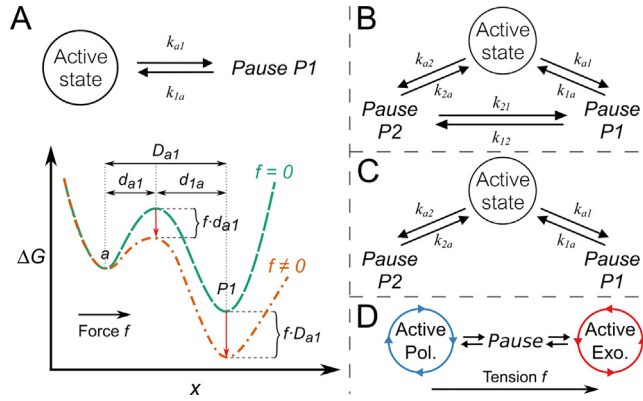 A
Active
state
k_a1
k_1a
Pause P1
D_a1
d_a1
d_1a
f = 0
f·d_a1
a
f ≠ 0
ΔG
P1
Force f
f·D_a1
x
B
Active
state
k_a2
k_2a
k_a1
k_1a
Pause
P2
k_21
k_12
Pause
P1
C
Active
state
k_a2
k_2a
k_a1
k_1a
Pause
P2
Pause
P1
D
Active
Pol.
Pause
Active
Exo.
Tension f